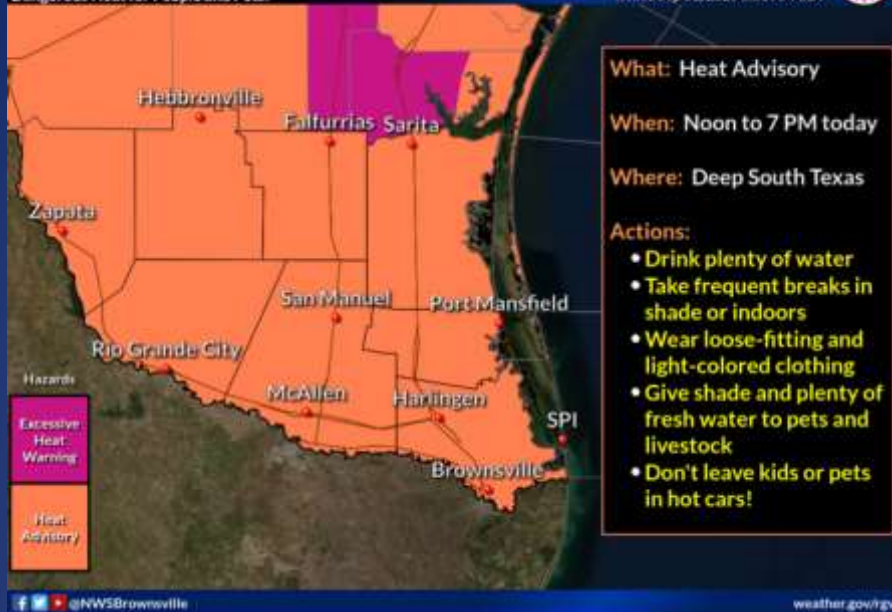 Hebbronville
Falfurrias
Sarita
Zapata
San Manuel
Port Mansfield
Rio Grande City
McAllen
Harlingen
SPI
Brownsville
Hazards
Excessive
Heat
Warning
Heat
Advisory
What: Heat Advisory
When: Noon to 7 PM today
Where: Deep South Texas
Actions:
• Drink plenty of water
• Take frequent breaks in
shade or indoors
• Wear loose-fitting and
light-colored clothing
• Give shade and plenty of
fresh water to pets and
livestock
• Don't leave kids or pets
in hot cars!
@NWSBrownsville